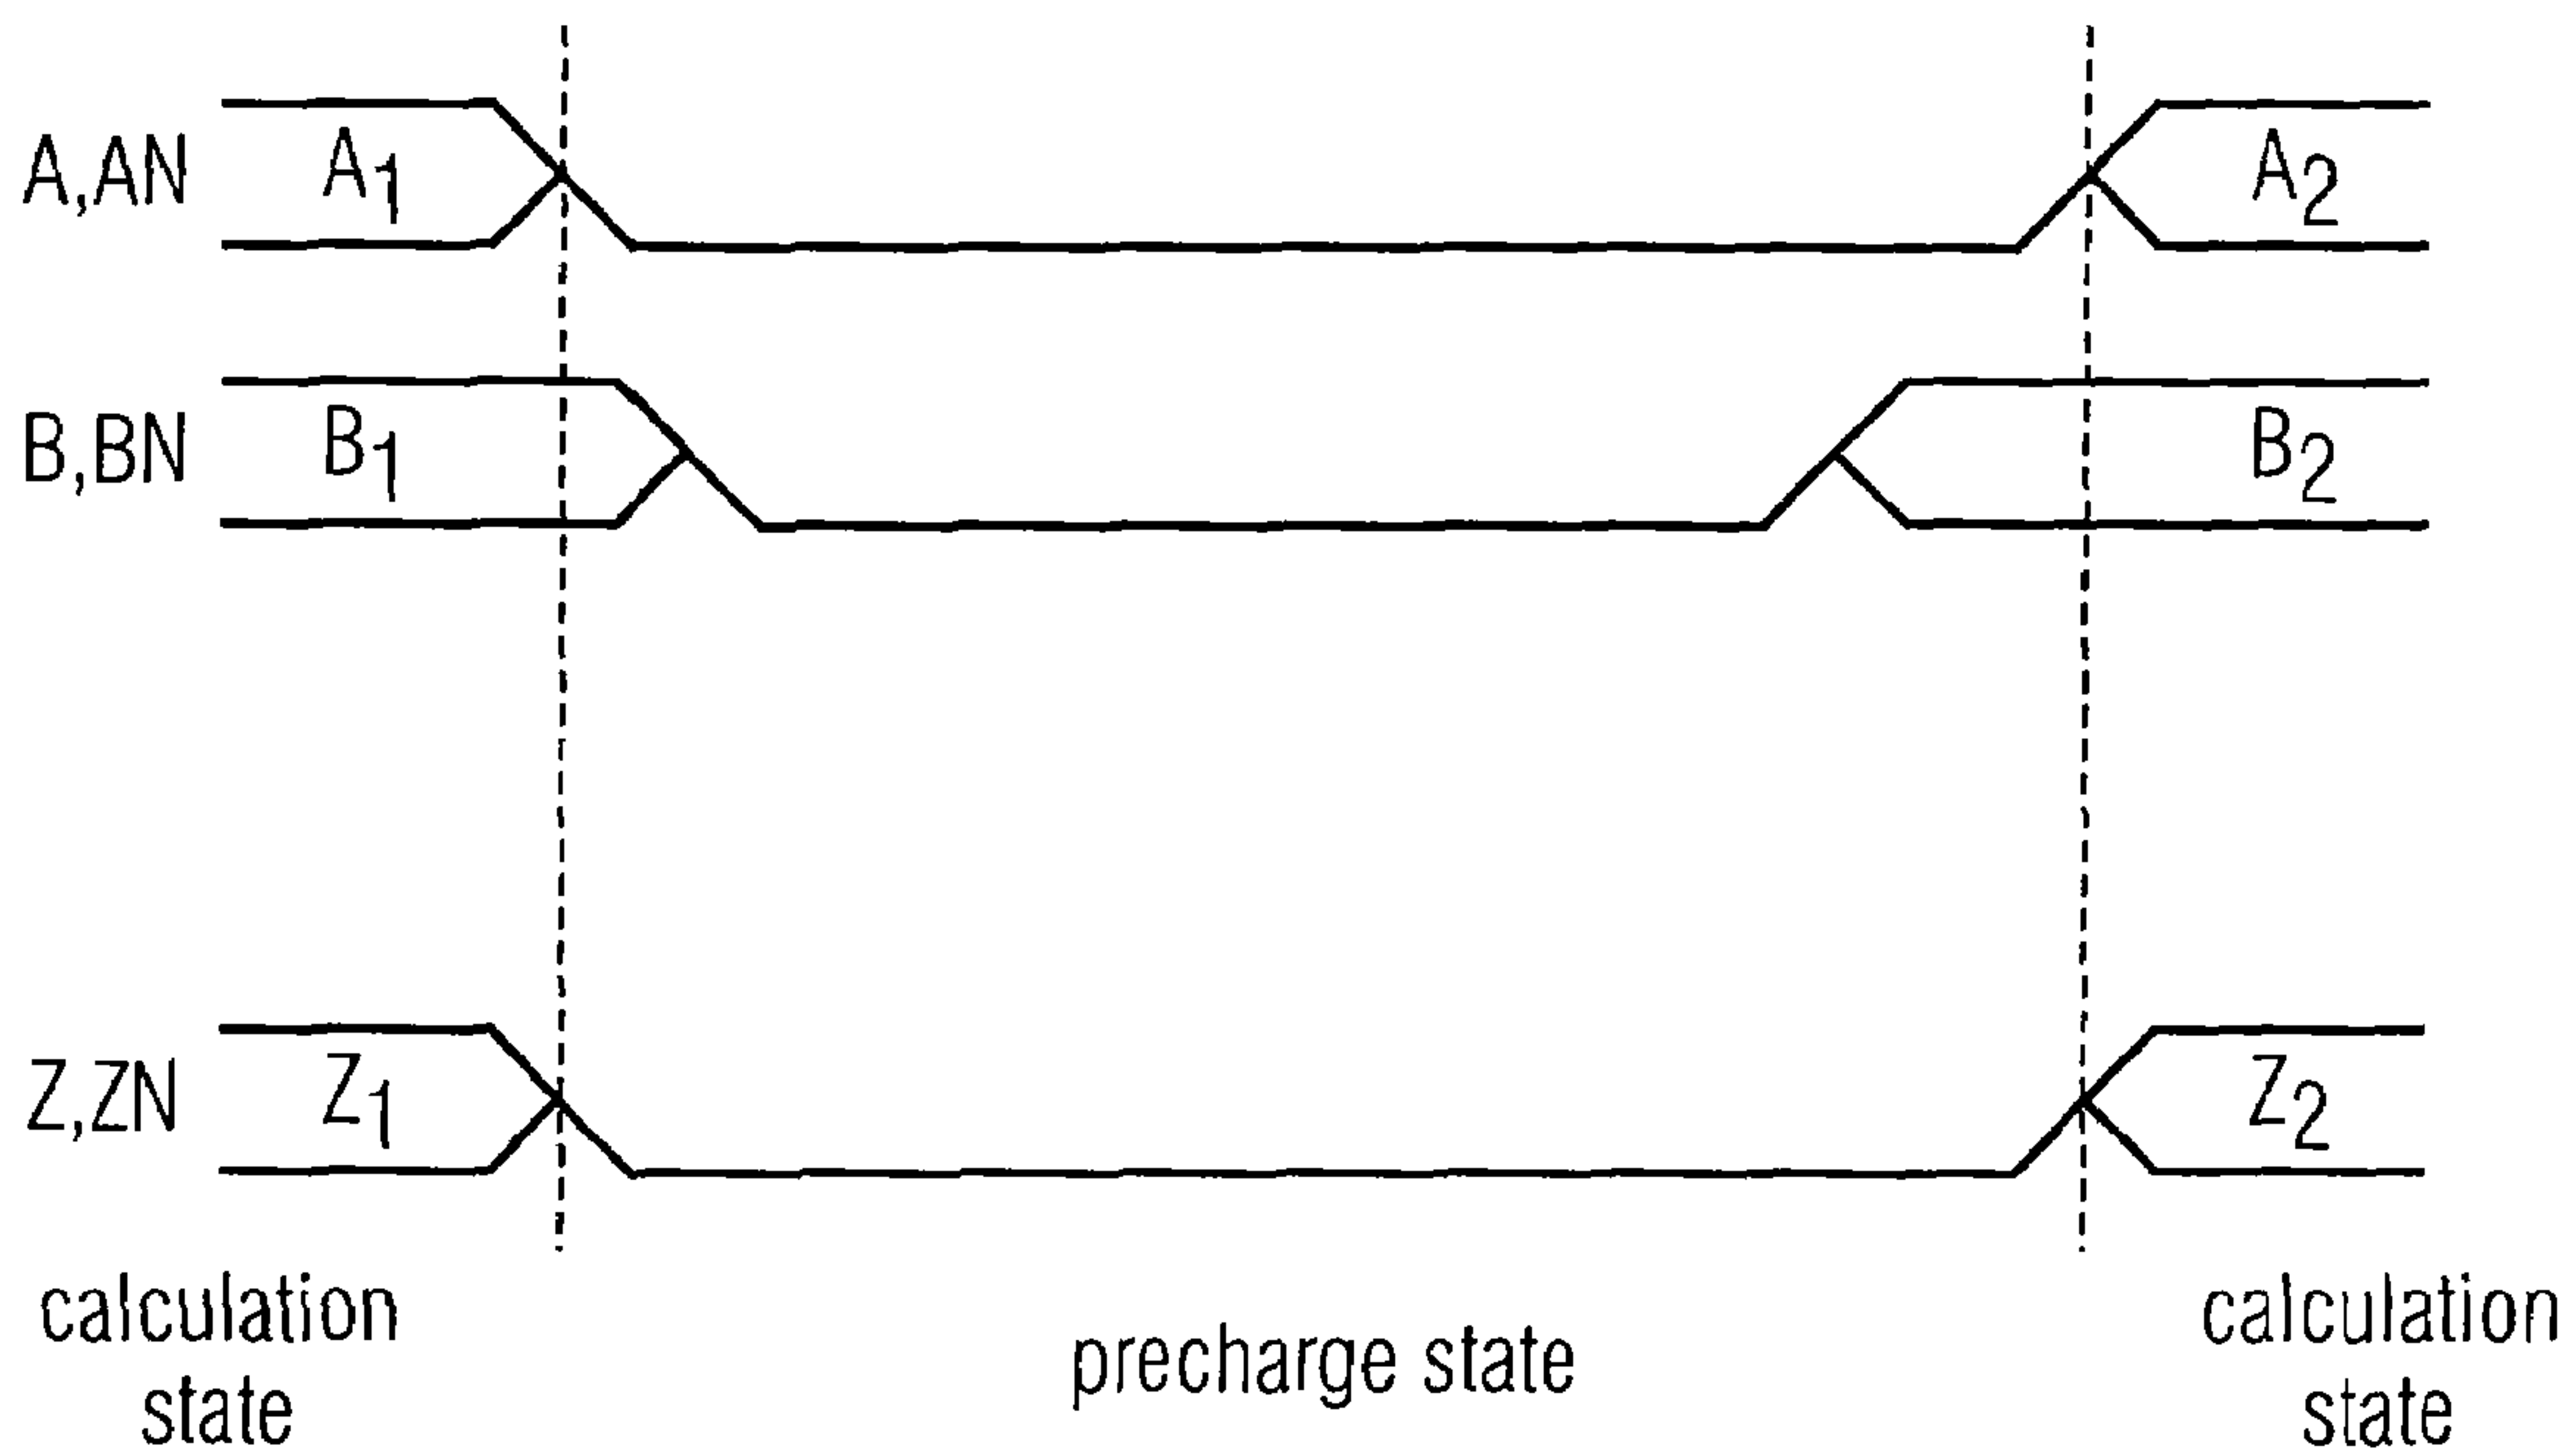 A,AN A1 A2
B,BN B1 B2
Z,ZN Z1 Z2
calculation state
precharge state
calculation state